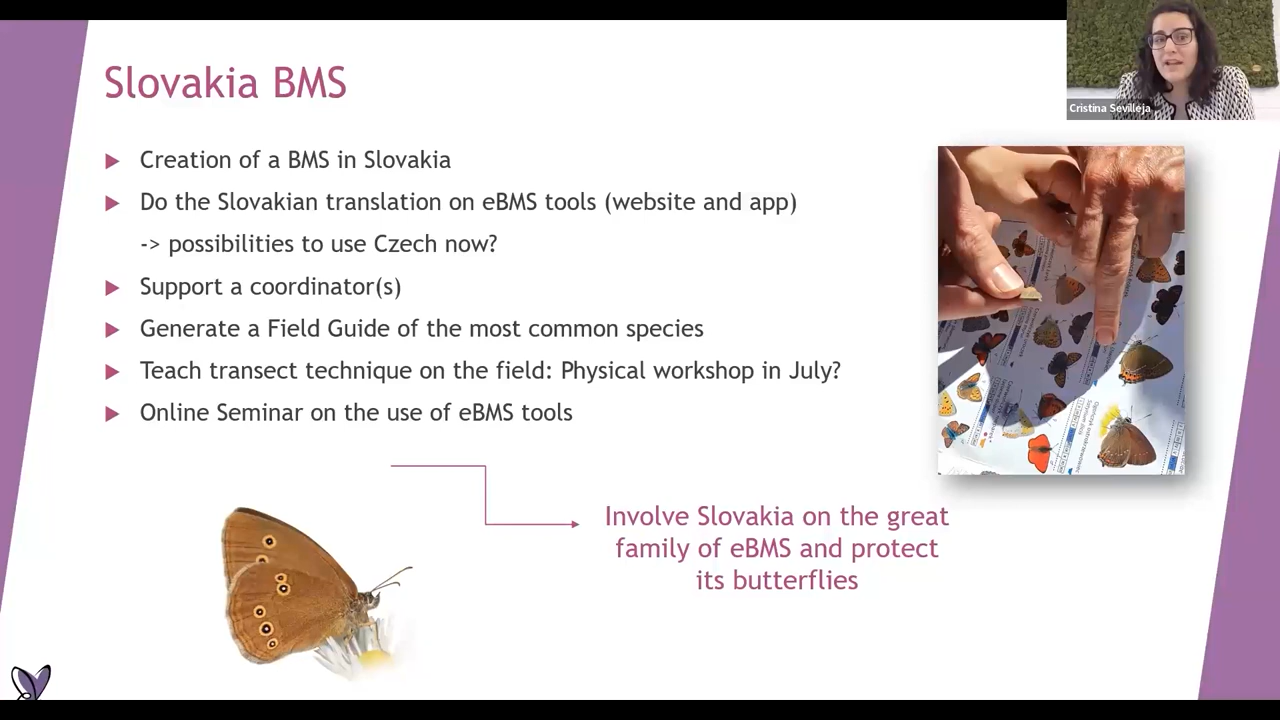 Slovakia BMS
Cristina Sevilleja
▶ Creation of a BMS in Slovakia
▶ Do the Slovakian translation on eBMS tools (website and app)
-> possibilities to use Czech now?
▶ Support a coordinator(s)
▶ Generate a Field Guide of the most common species
▶ Teach transect technique on the field: Physical workshop in July?
▶ Online Seminar on the use of eBMS tools
Involve Slovakia on the great
family of eBMS and protect
its butterflies